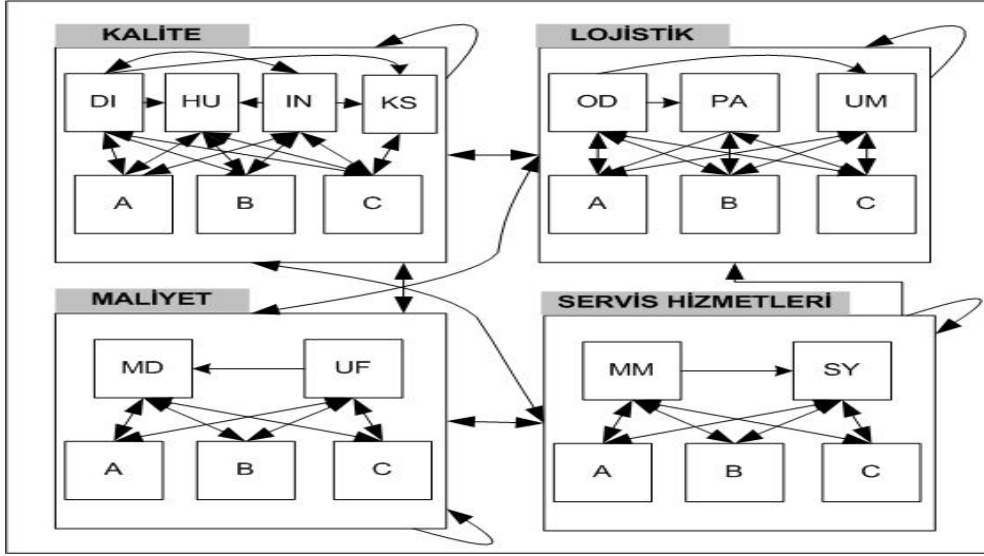 KALİTE
DI HU IN KS
A B C
LOJİSTİK
OD PA UM
A B C
MALİYET
MD UF
A B C
SERVİS HİZMETLERİ
MM SY
A B C